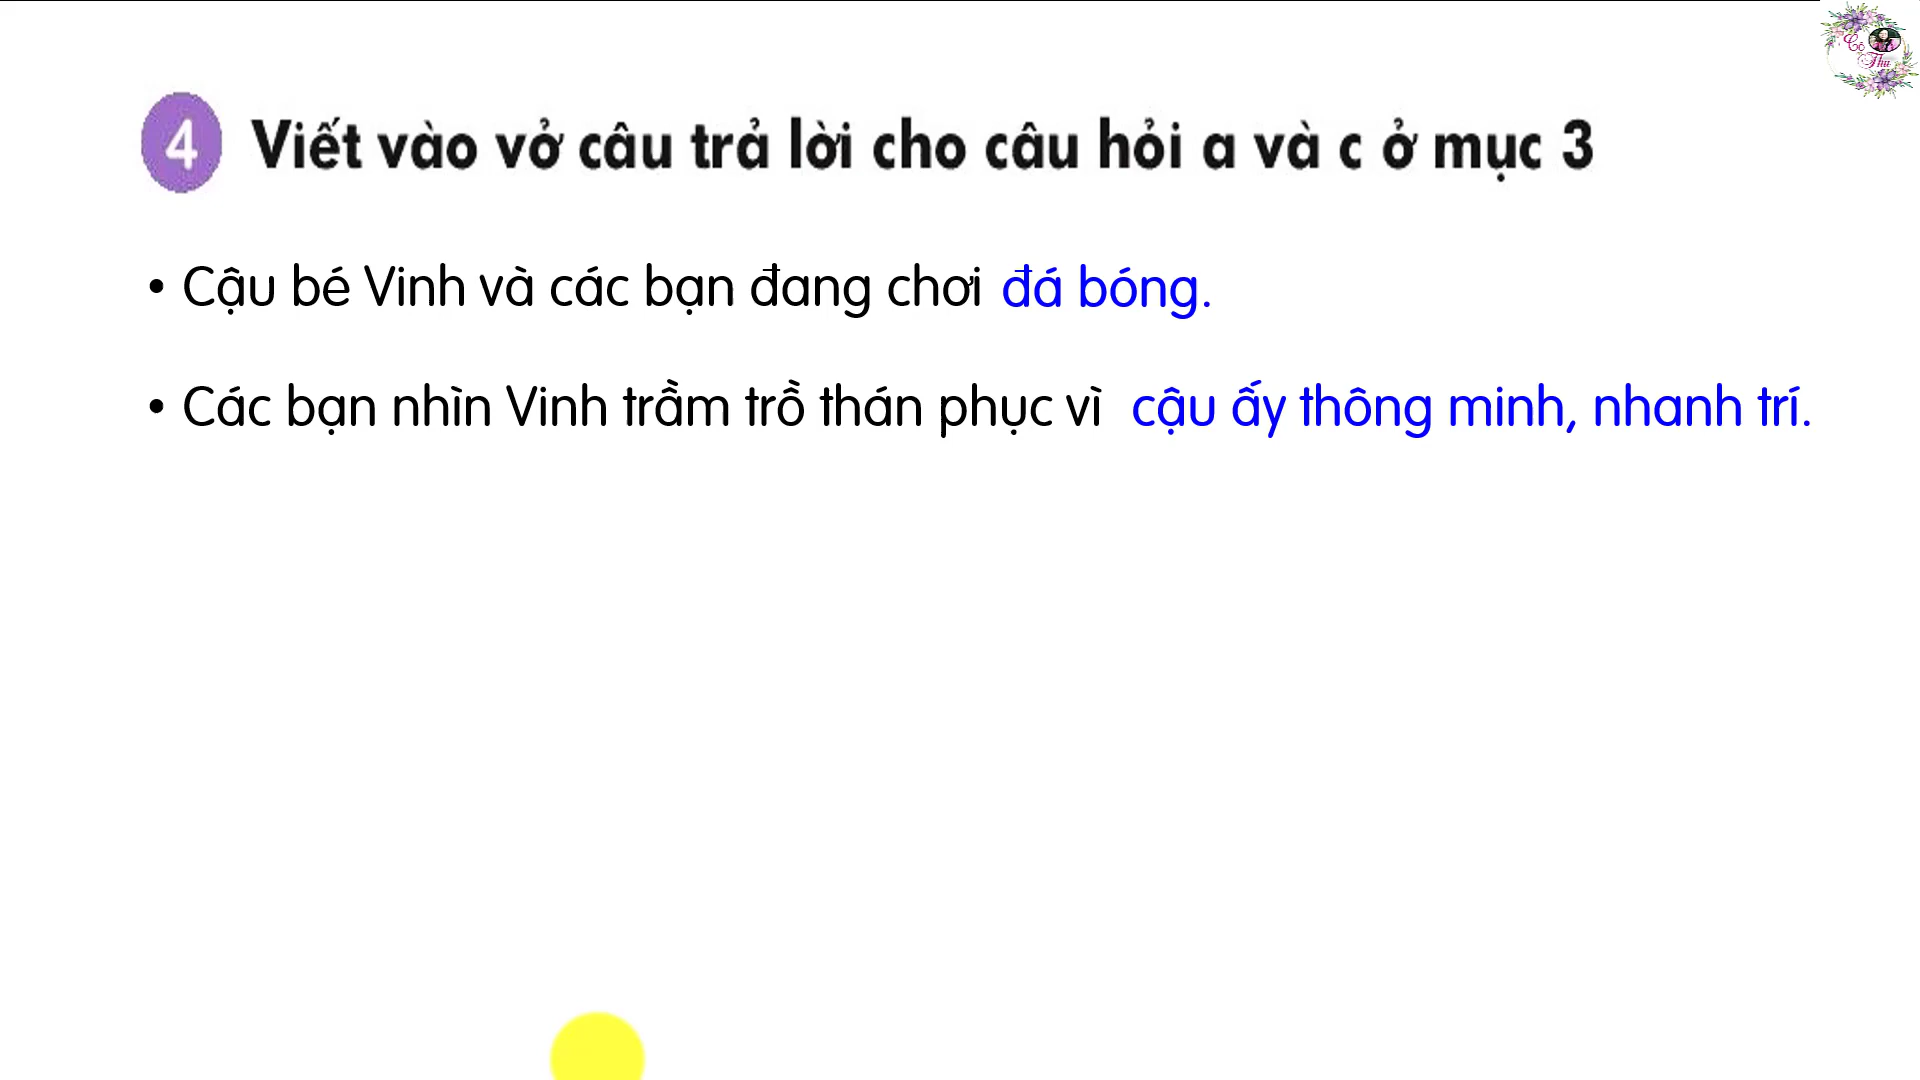 Cô
Thu
4 Viết vào vở câu trả lời cho câu hỏi a và c ở mục 3
• Cậu bé Vinh và các bạn đang chơi đá bóng.
• Các bạn nhìn Vinh trầm trồ thán phục vì cậu ấy thông minh, nhanh trí.